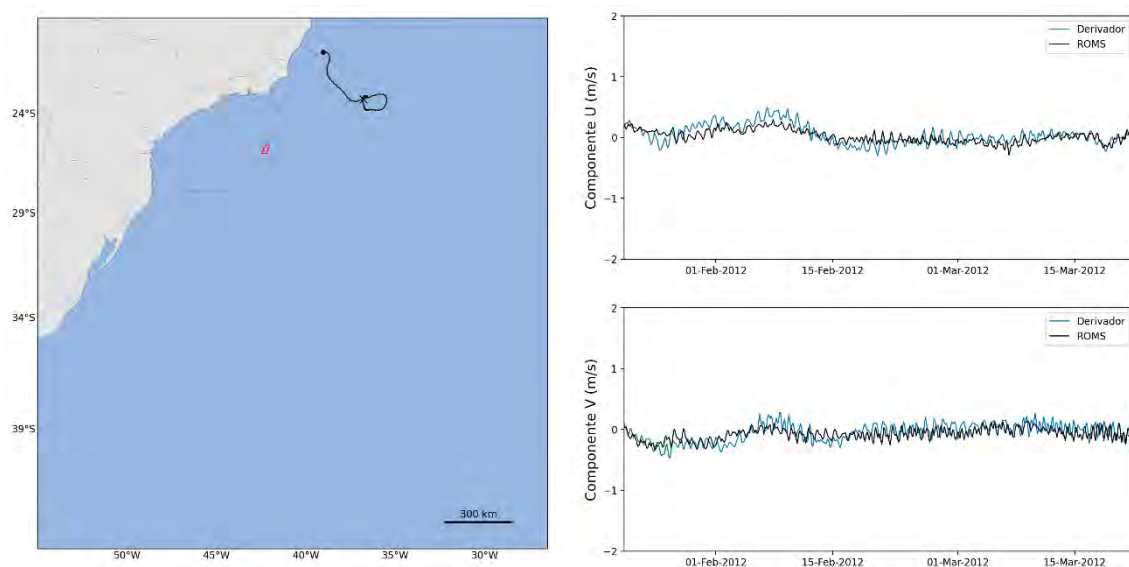 24°S
29°S
34°S
39°S
50°W
45°W
40°W
35°W
30°W
300 km
Componente U (m/s)
2
1
0
−1
−2
Derivador
ROMS
01-Feb-2012
15-Feb-2012
01-Mar-2012
15-Mar-2012
Componente V (m/s)
2
1
0
−1
−2
Derivador
ROMS
01-Feb-2012
15-Feb-2012
01-Mar-2012
15-Mar-2012